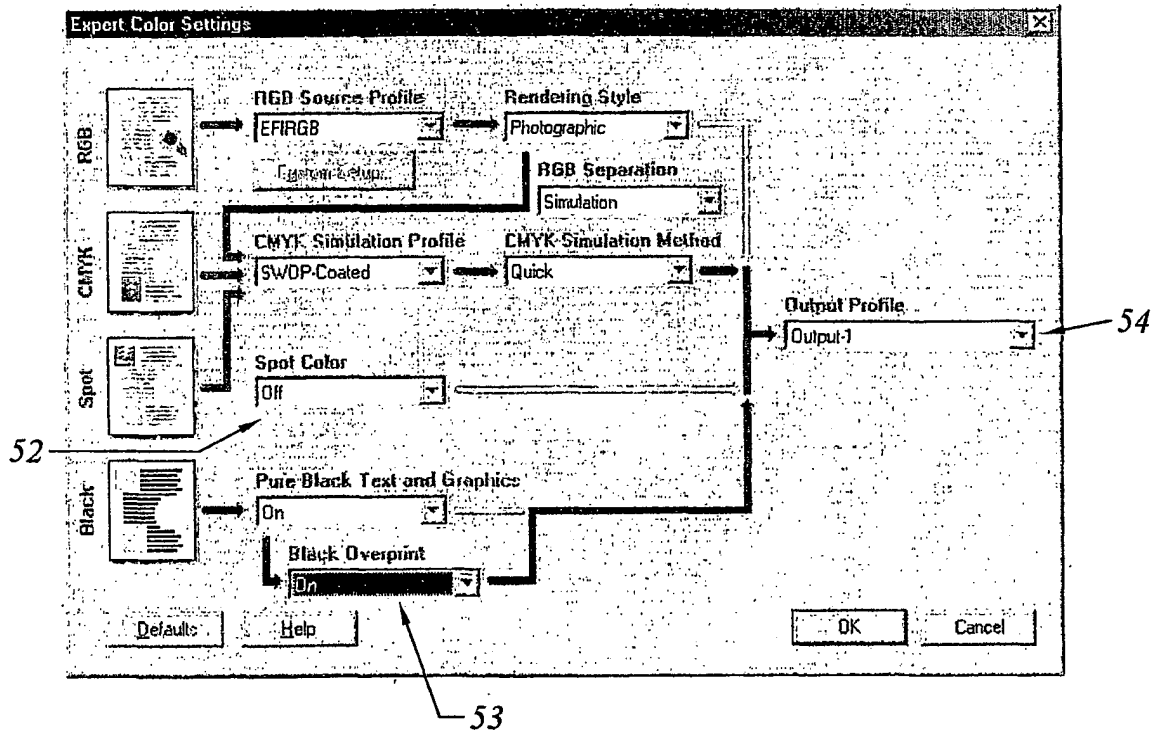 Expert Color Settings
RGB
RGB Source Profile
EFIRGB
Rendering Style
Photographic
Custom Setup...
RGB Separation
Simulation
CMYK
CMYK Simulation Profile
SWOP-Coated
CMYK Simulation Method
Quick
Output Profile
Output-1
54
Spot
Spot Color
Off
52
Black
Pure Black Text and Graphics
On
Black Overprint
On
Defaults
Help
OK
Cancel
53